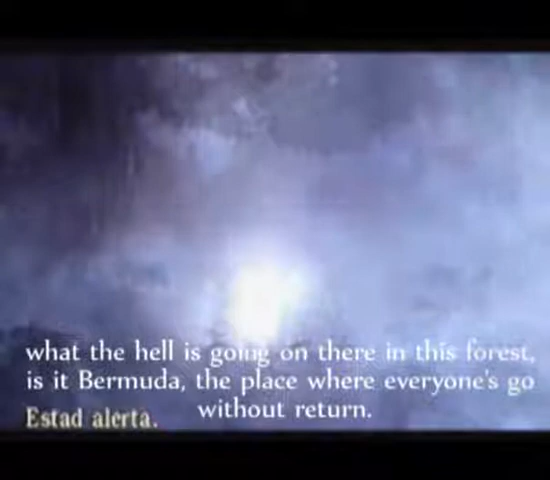 what the hell is going on there in this forest,
is it Bermuda, the place where everyone's go
without return.
Estad alerta.